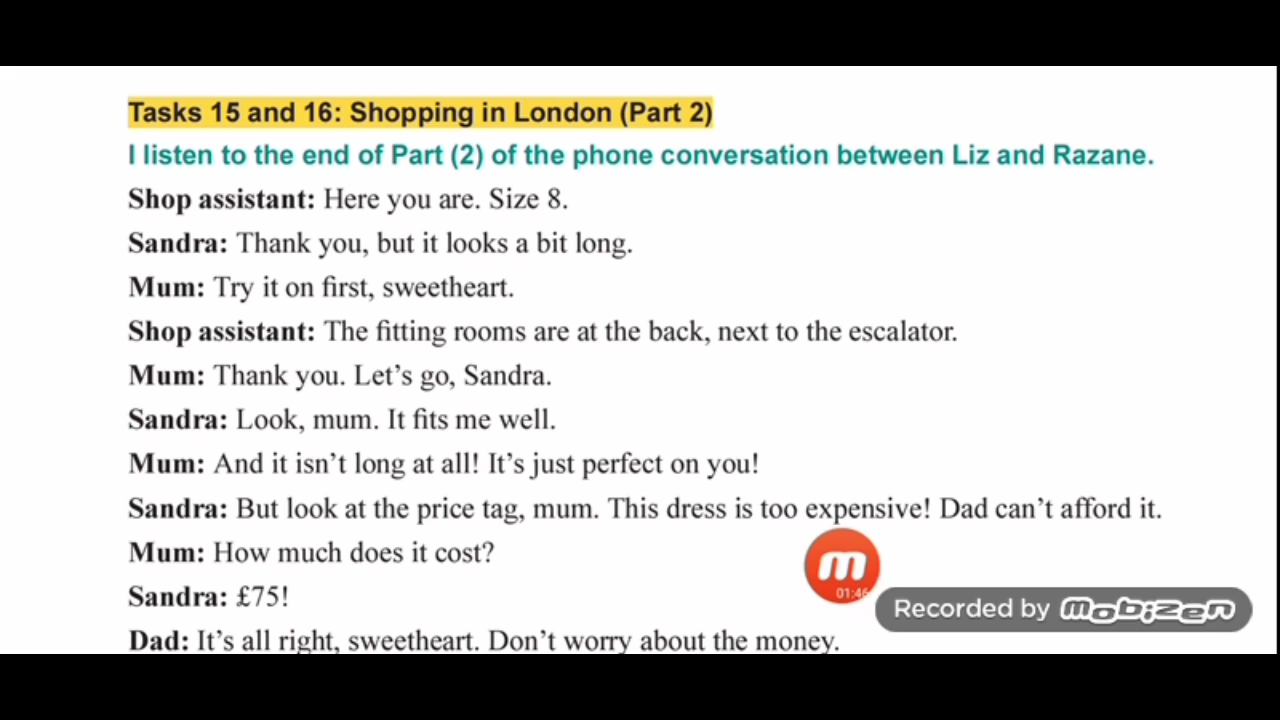 Tasks 15 and 16: Shopping in London (Part 2)
I listen to the end of Part (2) of the phone conversation between Liz and Razane.
Shop assistant: Here you are. Size 8.
Sandra: Thank you, but it looks a bit long.
Mum: Try it on first, sweetheart.
Shop assistant: The fitting rooms are at the back, next to the escalator.
Mum: Thank you. Let’s go, Sandra.
Sandra: Look, mum. It fits me well.
Mum: And it isn’t long at all! It’s just perfect on you!
Sandra: But look at the price tag, mum. This dress is too expensive! Dad can’t afford it.
Mum: How much does it cost?
Sandra: £75!
m
01:46
Recorded by mobizen
Dad: It’s all right, sweetheart. Don’t worry about the money.